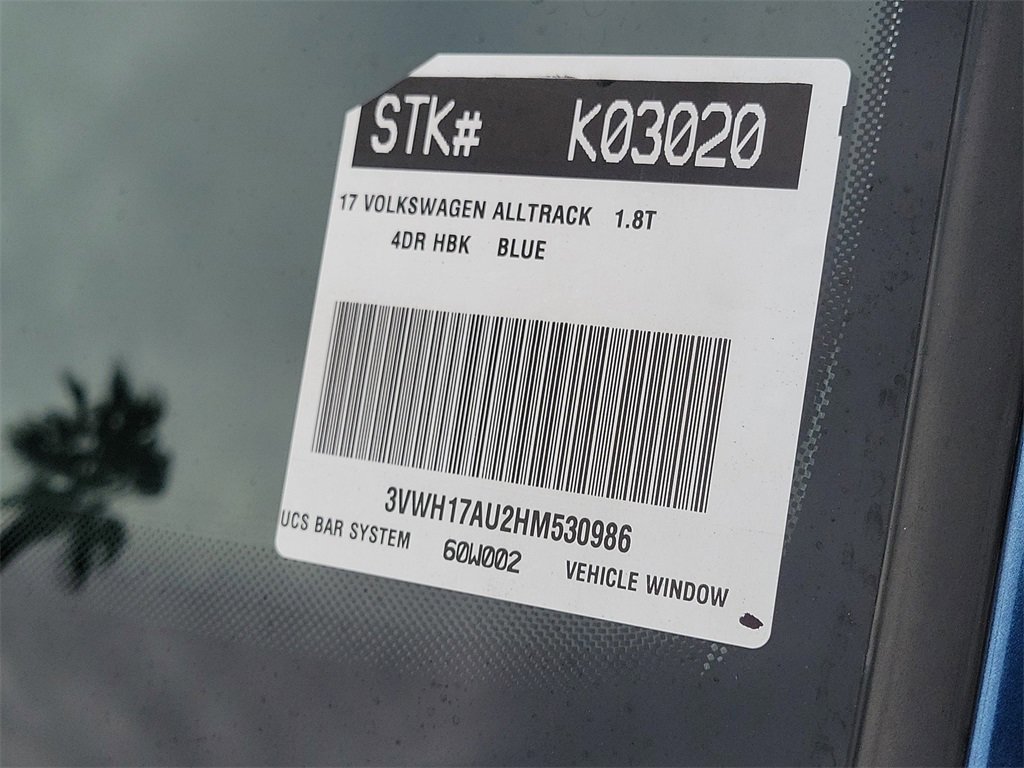 STK# K03020
17 VOLKSWAGEN ALLTRACK 1.8T
4DR HBK BLUE
3VWH17AU2HM530986
UCS BAR SYSTEM 60W002 VEHICLE WINDOW